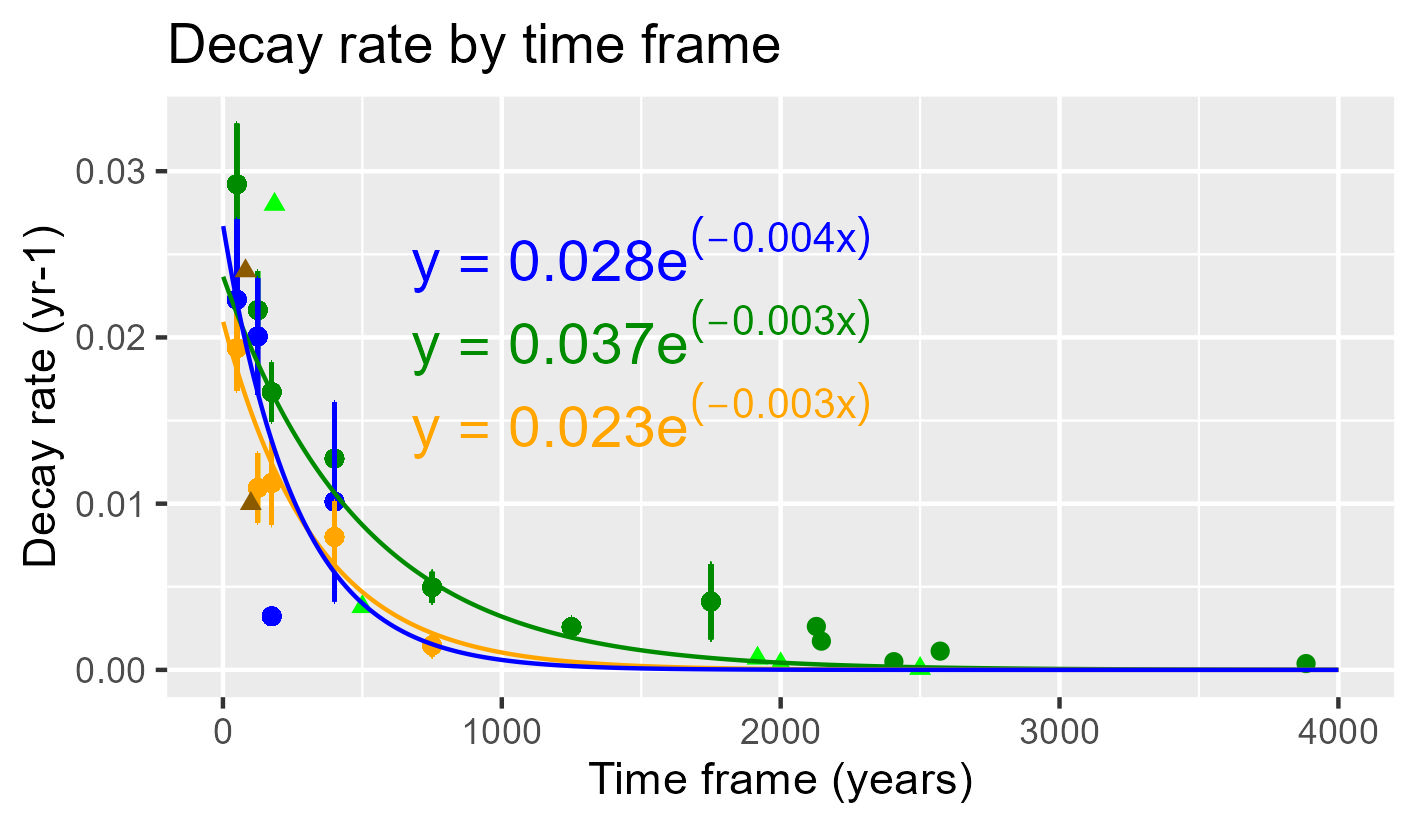 Decay rate by time frame
Decay rate (yr-1)
0.03
0.02
0.01
0.00
y = 0.028e^(−0.004x)
y = 0.037e^(−0.003x)
y = 0.023e^(−0.003x)
0 1000 2000 3000 4000
Time frame (years)